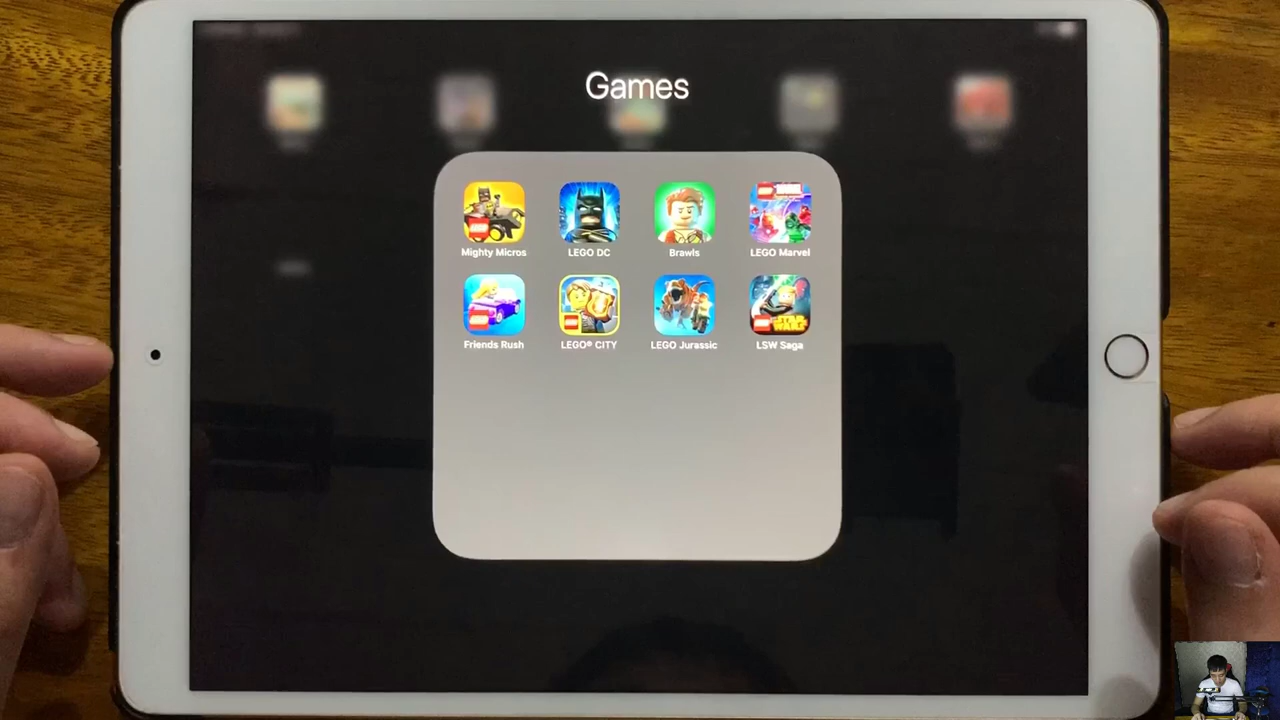 Games
Mighty Micros
LEGO DC
Brawls
LEGO Marvel
Friends Rush
LEGO® CITY
LEGO Jurassic
LSW Saga